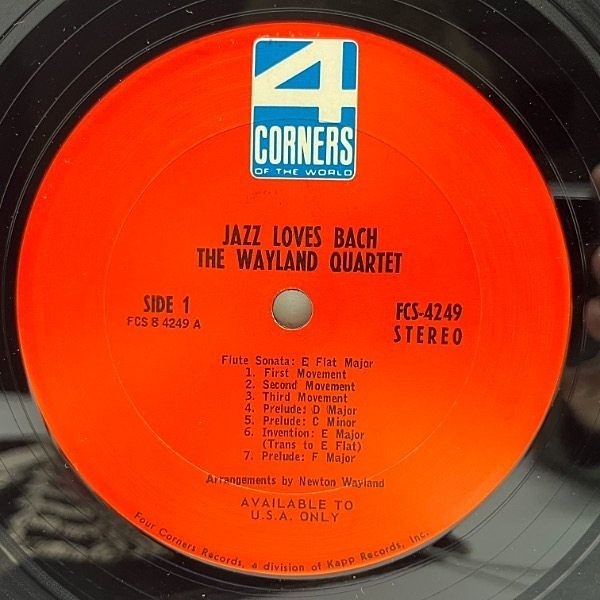 4
CORNERS
OF THE WORLD
JAZZ LOVES BACH
THE WAYLAND QUARTET
SIDE 1
FCS B 4249 A
FCS-4249
STEREO
Flute Sonata: E Flat Major
1. First Movement
2. Second Movement
3. Third Movement
4. Prelude: D Major
5. Prelude: C Minor
6. Invention: E Major
(Trans to E Flat)
7. Prelude: F Major
Arrangements by Newton Wayland
AVAILABLE TO
U.S.A. ONLY
Four Corners Records, a division of Kapp Records, Inc.